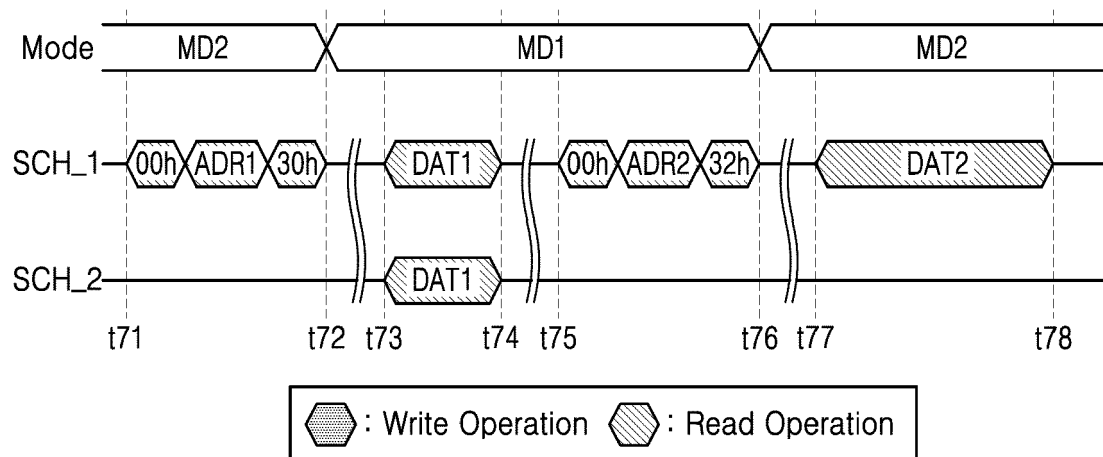 Mode MD2 MD1 MD2
SCH_1 00h ADR1 30h DAT1 00h ADR2 32h DAT2
SCH_2 DAT1
t71 t72 t73 t74 t75 t76 t77 t78
: Write Operation : Read Operation